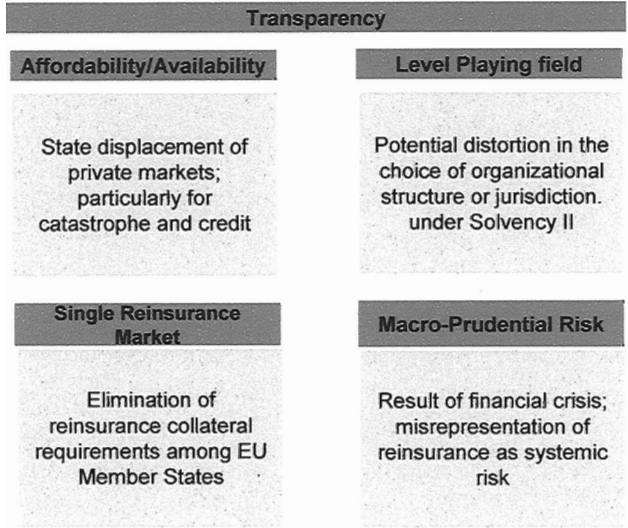 Transparency
Affordability/Availability
State displacement of
private markets;
particularly for
catastrophe and credit
Level Playing field
Potential distortion in the
choice of organizational
structure or jurisdiction.
under Solvency II
Single Reinsurance
Market
Elimination of
reinsurance collateral
requirements among EU
Member States
Macro-Prudential Risk
Result of financial crisis;
misrepresentation of
reinsurance as systemic
risk